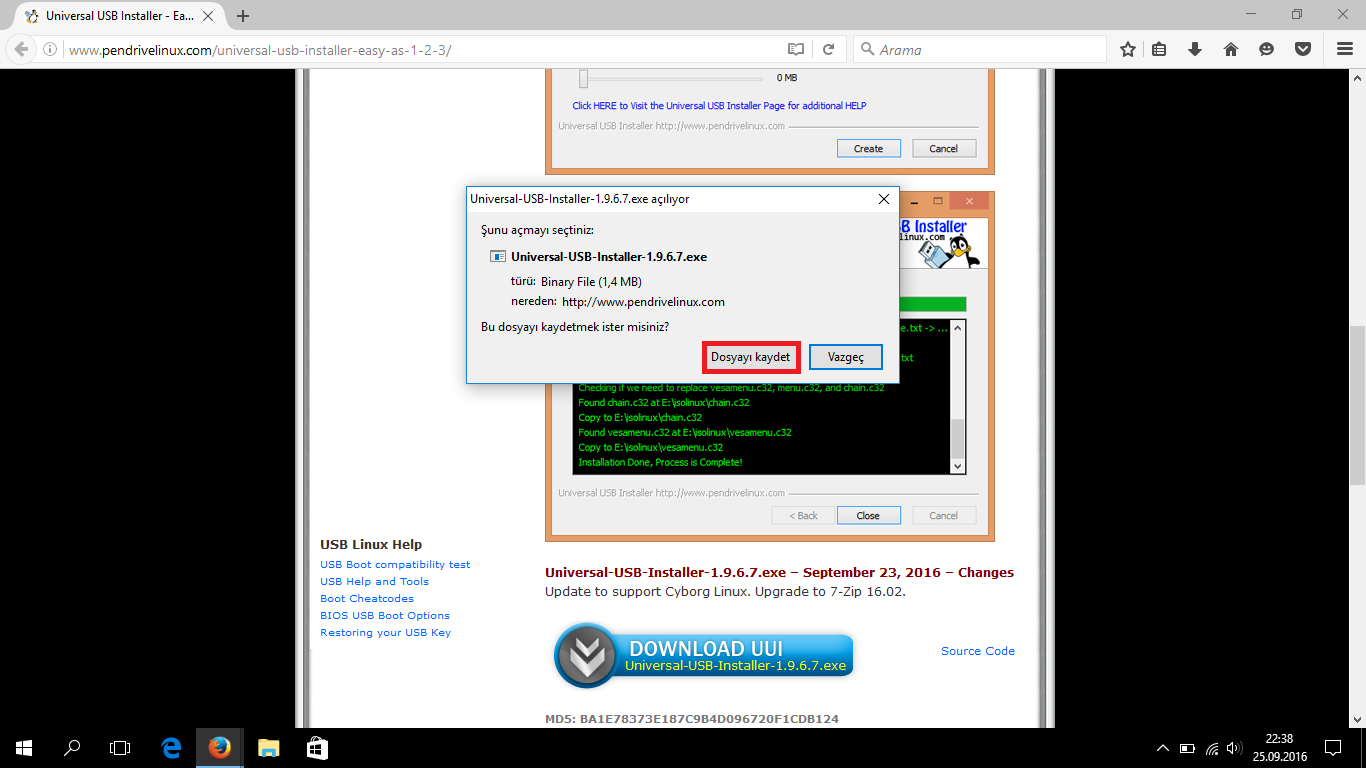 Universal USB Installer - Ea...
www.pendrivelinux.com/universal-usb-installer-easy-as-1-2-3/
Arama
0 MB
Click HERE to Visit the Universal USB Installer Page for additional HELP
Universal USB Installer http://www.pendrivelinux.com
Create
Cancel
Universal-USB-Installer-1.9.6.7.exe açılıyor
Şunu açmayı seçtiniz:
Universal-USB-Installer-1.9.6.7.exe
türü: Binary File (1,4 MB)
nereden: http://www.pendrivelinux.com
Bu dosyayı kaydetmek ister misiniz?
Dosyayı kaydet
Vazgeç
B Installer
linux.com
e.txt -> ...
txt
Checking if we need to replace vesamenu.c32, menu.c32, and chain.c32
Found chain.c32 at E:\isolinux\chain.c32
Copy to E:\isolinux\chain.c32
Found vesamenu.c32 at E:\isolinux\vesamenu.c32
Copy to E:\isolinux\vesamenu.c32
Installation Done, Process is Complete!
Universal USB Installer http://www.pendrivelinux.com
< Back
Close
Cancel
USB Linux Help
USB Boot compatibility test
USB Help and Tools
Boot Cheatcodes
BIOS USB Boot Options
Restoring your USB Key
Universal-USB-Installer-1.9.6.7.exe – September 23, 2016 – Changes
Update to support Cyborg Linux. Upgrade to 7-Zip 16.02.
DOWNLOAD UUI
Universal-USB-Installer-1.9.6.7.exe
Source Code
MD5: BA1E78373E187C9B4D096720F1CDB124
22:38
25.09.2016